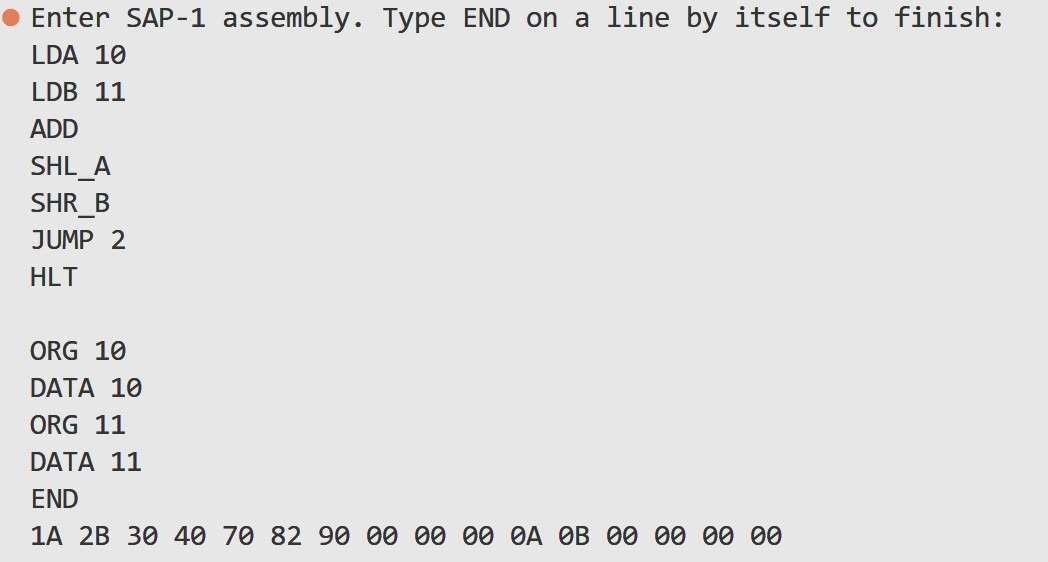 Enter SAP-1 assembly. Type END on a line by itself to finish:
LDA 10
LDB 11
ADD
SHL_A
SHR_B
JUMP 2
HLT
ORG 10
DATA 10
ORG 11
DATA 11
END
1A 2B 30 40 70 82 90 00 00 00 0A 0B 00 00 00 00